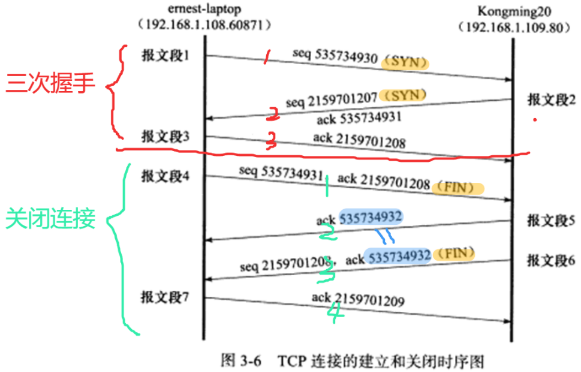 ernest-laptop
(192.168.1.108.60871)
Kongming20
(192.168.1.109.80)
三次握手
报文段1
1
seq 535734930 (SYN)
seq 2159701207 (SYN)
报文段2
2
ack 535734931
报文段3
3
ack 2159701208
关闭连接
报文段4
seq 535734931
1
ack 2159701208 (FIN)
ack 535734932
报文段5
2
seq 2159701208, ack 535734932 (FIN)
报文段6
3
报文段7
ack 2159701209
4
图 3-6 TCP 连接的建立和关闭时序图